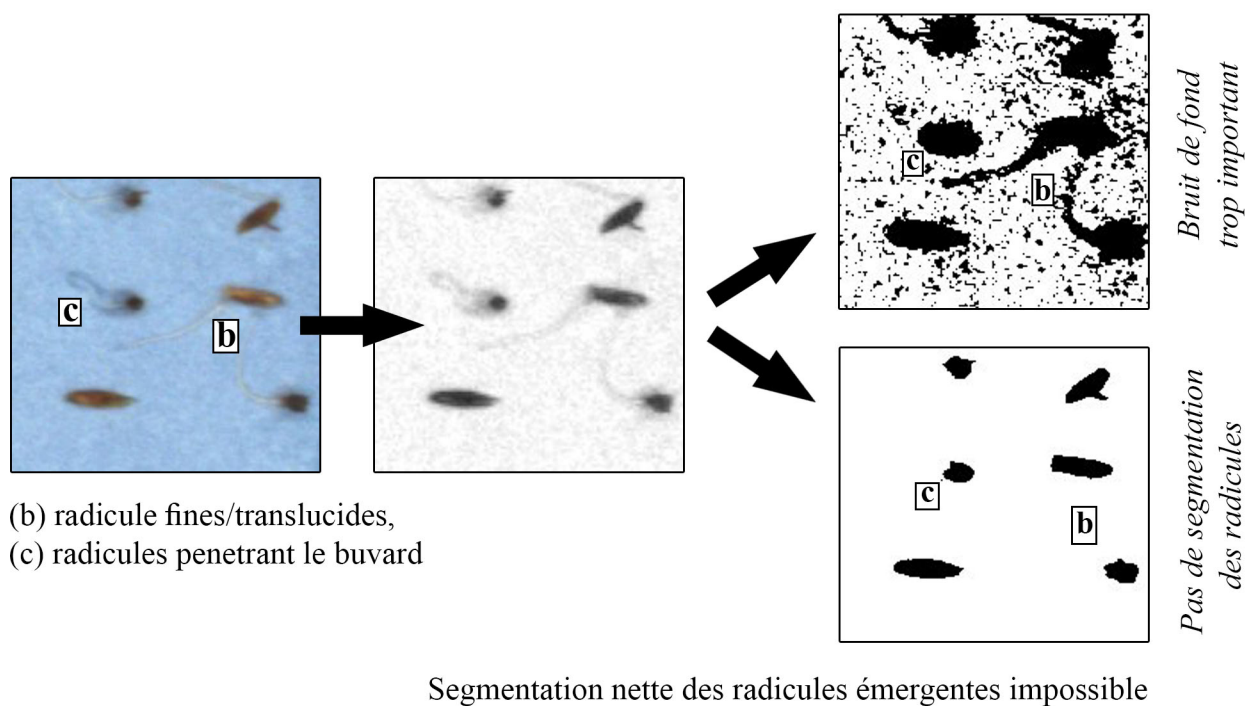 c
b
(b) radicule fines/translucides,
(c) radicules penetrant le buvard
c
b
Bruit de fond
trop important
c
b
Pas de segmentation
des radicules
Segmentation nette des radicules émergentes impossible